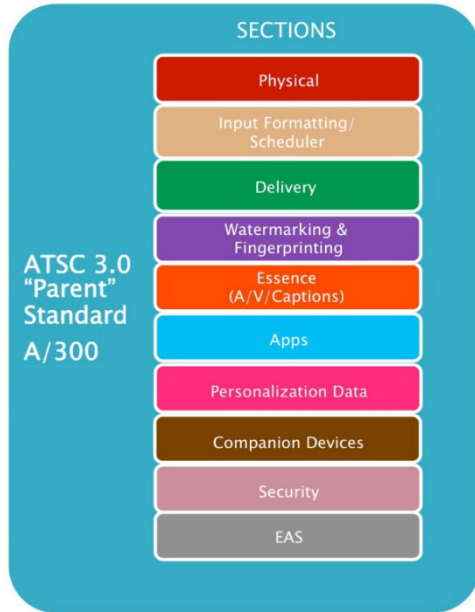 SECTIONS
Physical
Input Formatting/
Scheduler
Delivery
Watermarking &
Fingerprinting
Essence
(A/V/Captions)
Apps
Personalization Data
Companion Devices
Security
EAS
ATSC 3.0
“Parent”
Standard
A/300